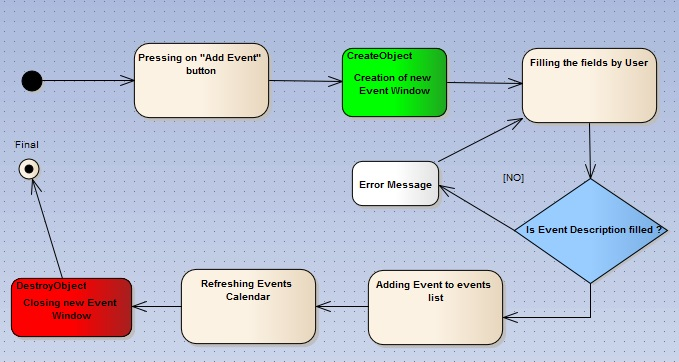 Pressing on "Add Event"
button
CreateObject
Creation of new
Event Window
Filling the fields by User
Final
Error Message
[NO]
Is Event Description filled ?
DestroyObject
Closing new Event
Window
Refreshing Events
Calendar
Adding Event to events
list